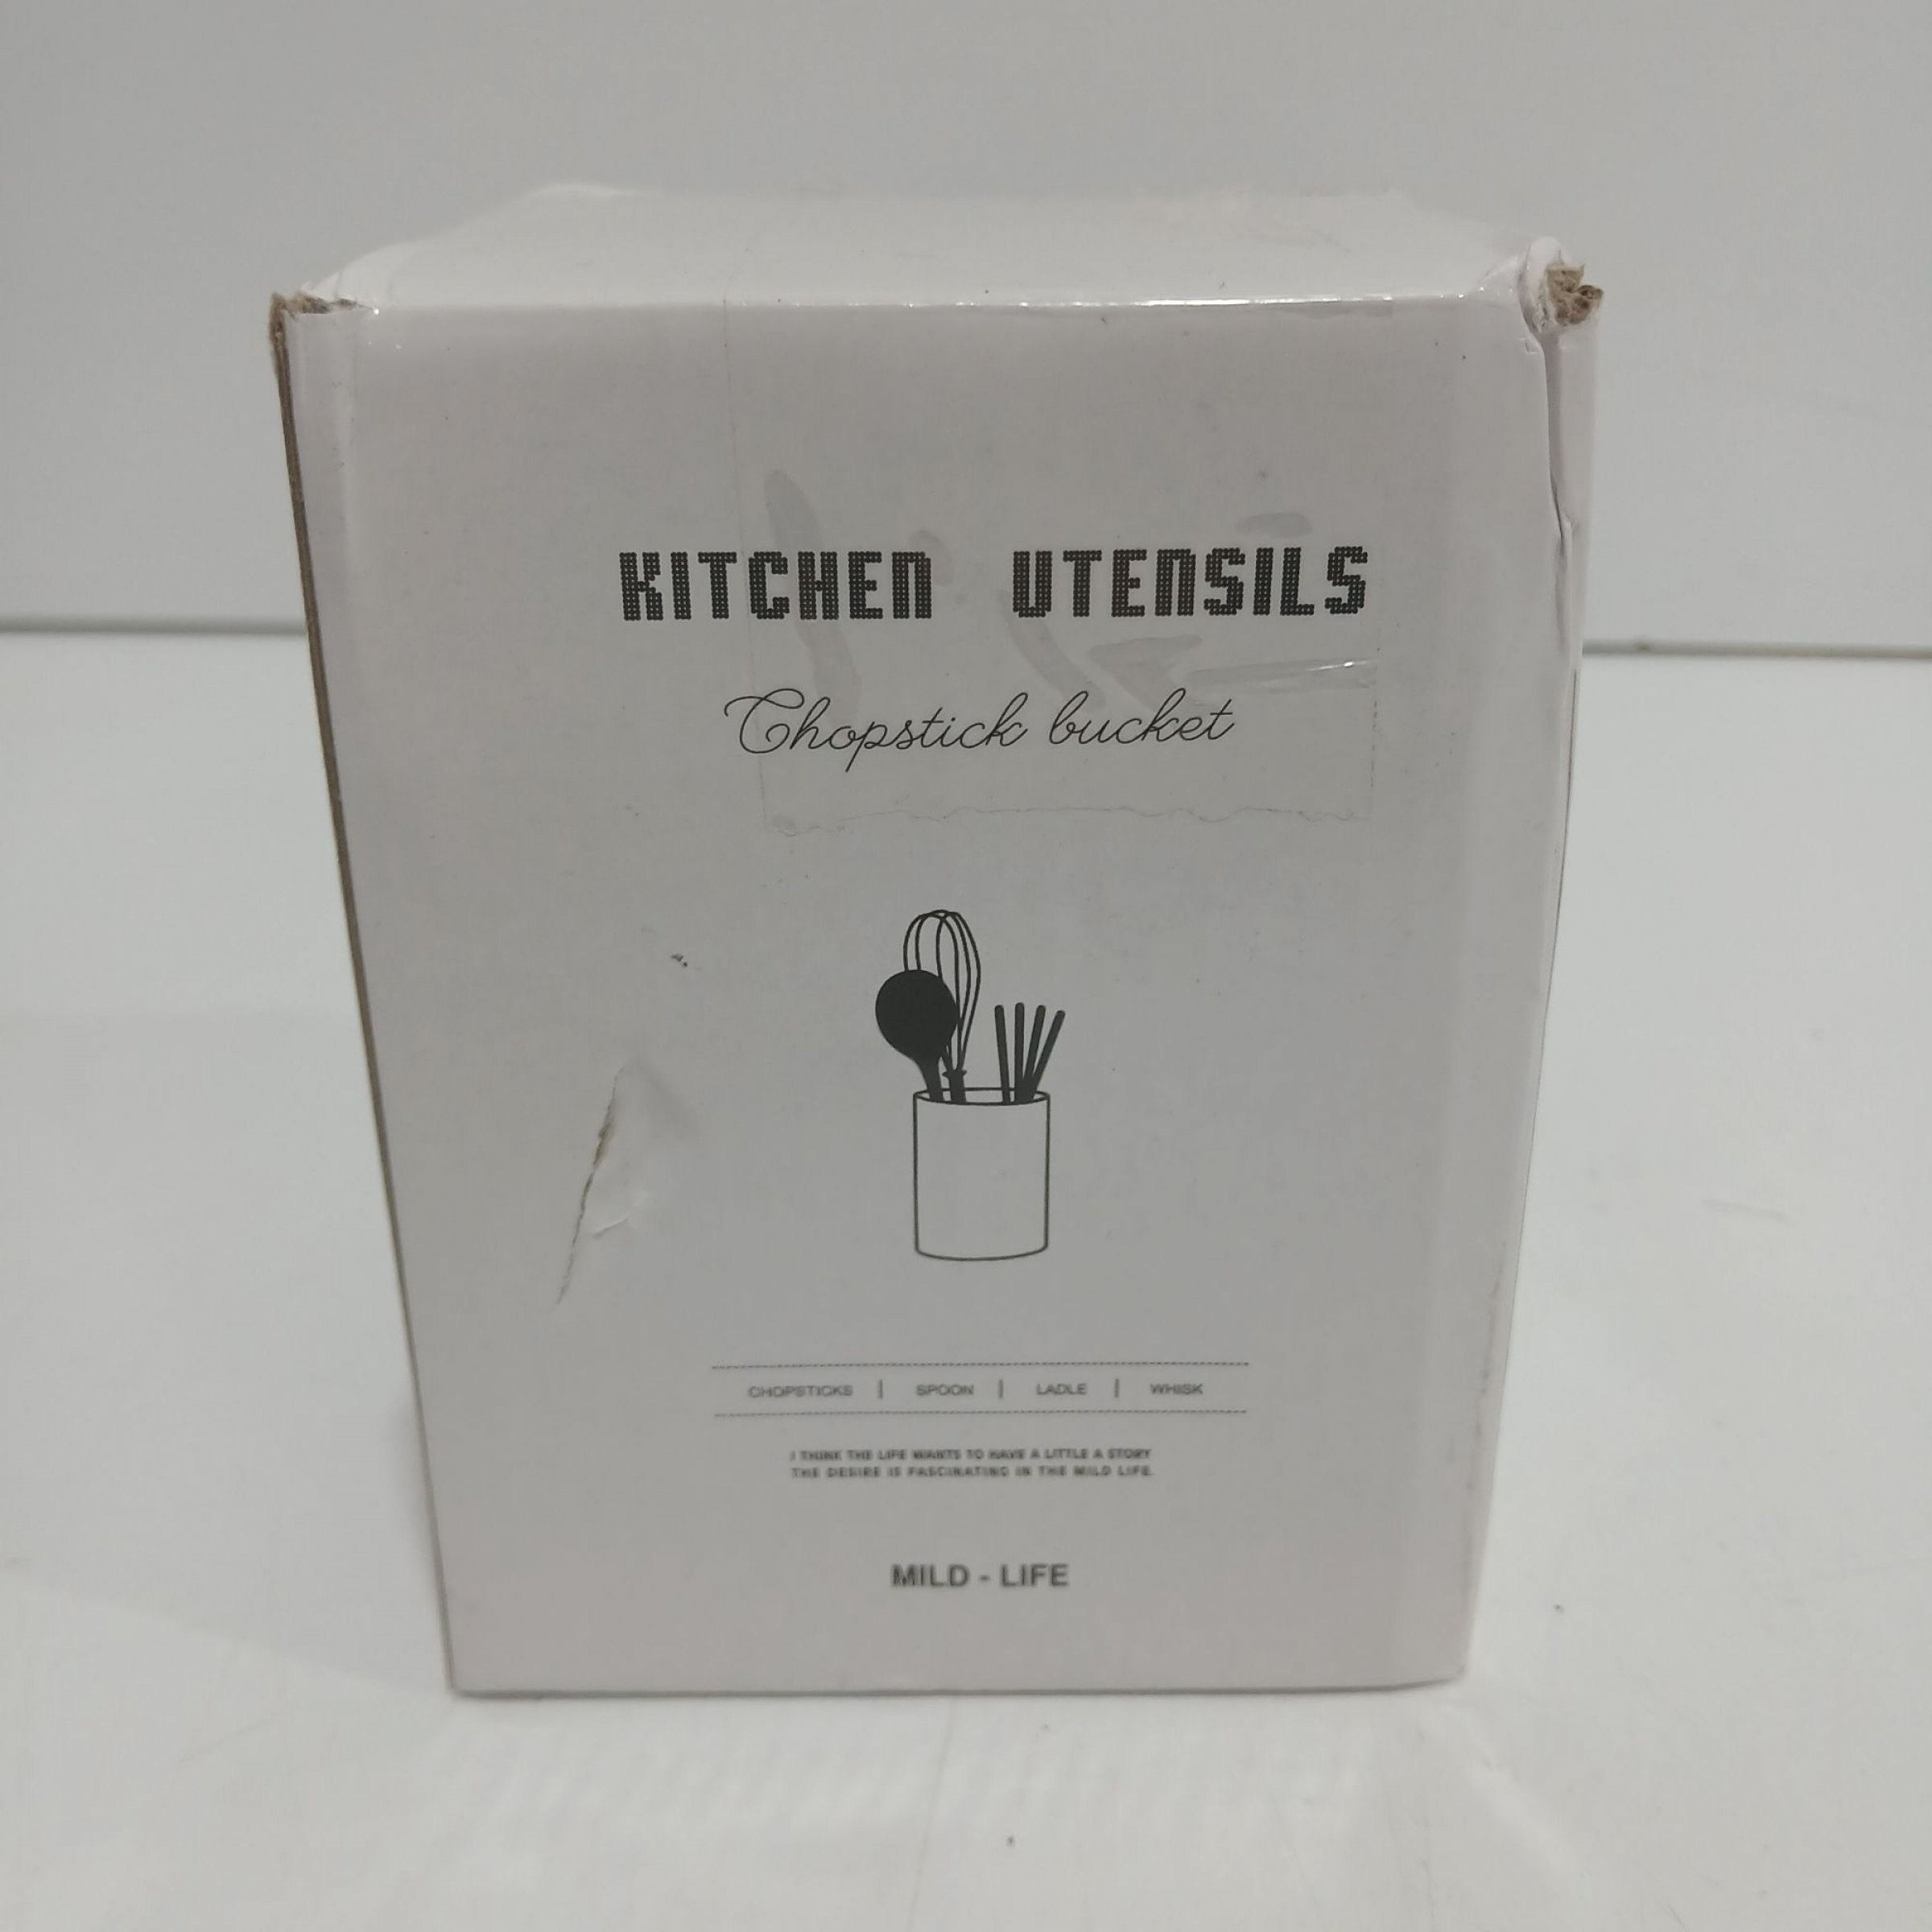 KITCHEN UTENSILS
Chopstick bucket
CHOPSTICKS | SPOON | LADLE | WHISK
I THINK THE LIFE WANTS TO HAVE A LITTLE A STORY
THE DESIRE IS FASCINATING IN THE MILD LIFE.
MILD - LIFE